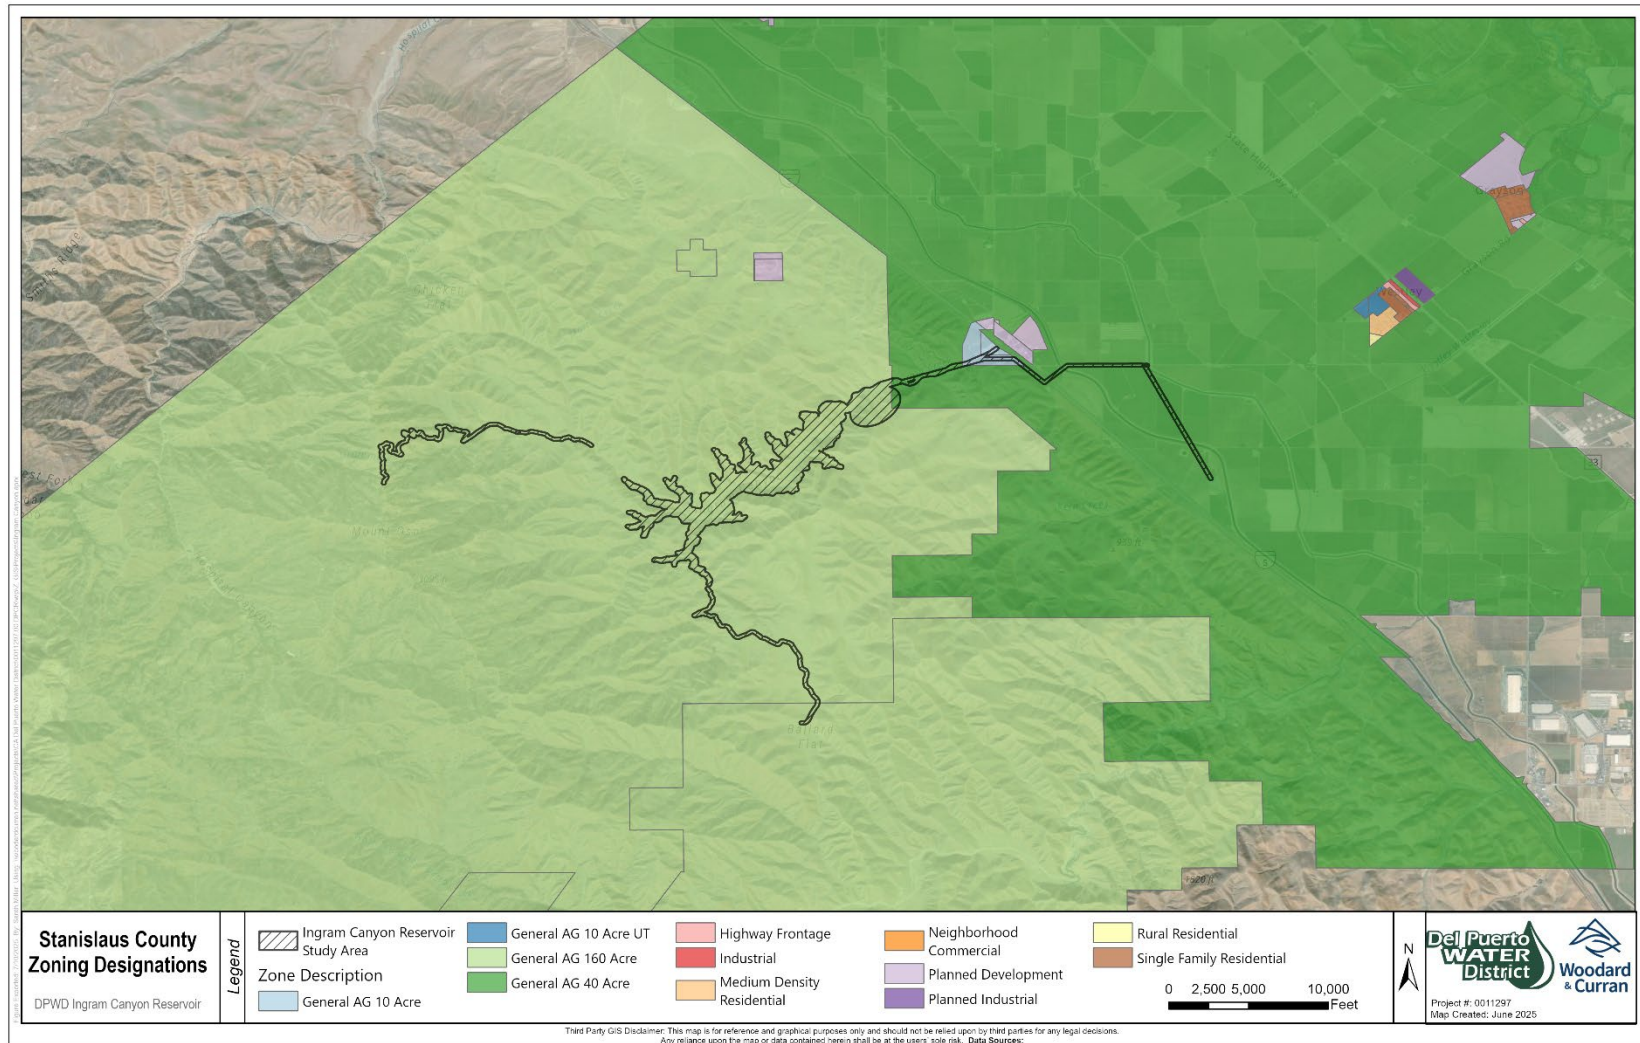 Hospital
Grayson
Westley
33
5
Stanislaus County
Zoning Designations
DPWD Ingram Canyon Reservoir
Legend
Ingram Canyon Reservoir
Study Area
Zone Description
General AG 10 Acre
General AG 10 Acre UT
General AG 160 Acre
General AG 40 Acre
Highway Frontage
Industrial
Medium Density
Residential
Neighborhood
Commercial
Planned Development
Planned Industrial
Rural Residential
Single Family Residential
0 2,500 5,000 10,000
Feet
N
Del Puerto
WATER
District
Woodard
& Curran
Project #: 0011297
Map Created: June 2025
Third Party GIS Disclaimer: This map is for reference and graphical purposes only and should not be relied upon by third parties for any legal decisions.
Any reliance upon the map or data contained herein shall be at the users' sole risk. Data Sources: